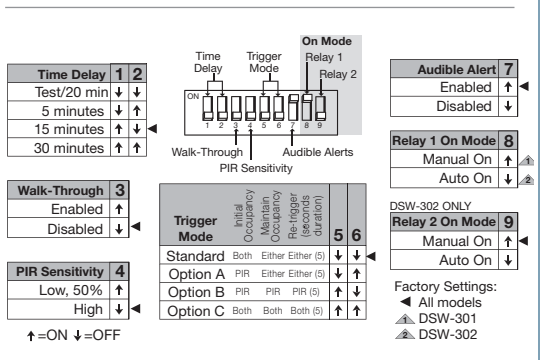 Time Delay 1 2
Test/20 min ↓ ↓
5 minutes ↓ ↑
15 minutes ↑ ↓ ◄
30 minutes ↑ ↑
Walk-Through 3
Enabled ↑
Disabled ↓ ◄
PIR Sensitivity 4
Low, 50% ↑
High ↓ ◄
↑=ON ↓=OFF
On Mode
Time Delay
Trigger Mode
Relay 1
Relay 2
ON
1 2 3 4 5 6 7 8 9
Walk-Through
Audible Alerts
PIR Sensitivity
Trigger Mode Initial Occupancy Maintain Occupancy Re-trigger (seconds duration) 5 6
Standard Both Either Either (5) ↓ ↓ ◄
Option A PIR Either Either (5) ↓ ↑
Option B PIR PIR PIR (5) ↑ ↓
Option C Both Both Both (5) ↑ ↑
Audible Alert 7
Enabled ↑ ◄
Disabled ↓
Relay 1 On Mode 8
Manual On ↑ 1
Auto On ↓ 2
DSW-302 ONLY
Relay 2 On Mode 9
Manual On ↑ ◄
Auto On ↓
Factory Settings:
◄ All models
1 DSW-301
2 DSW-302